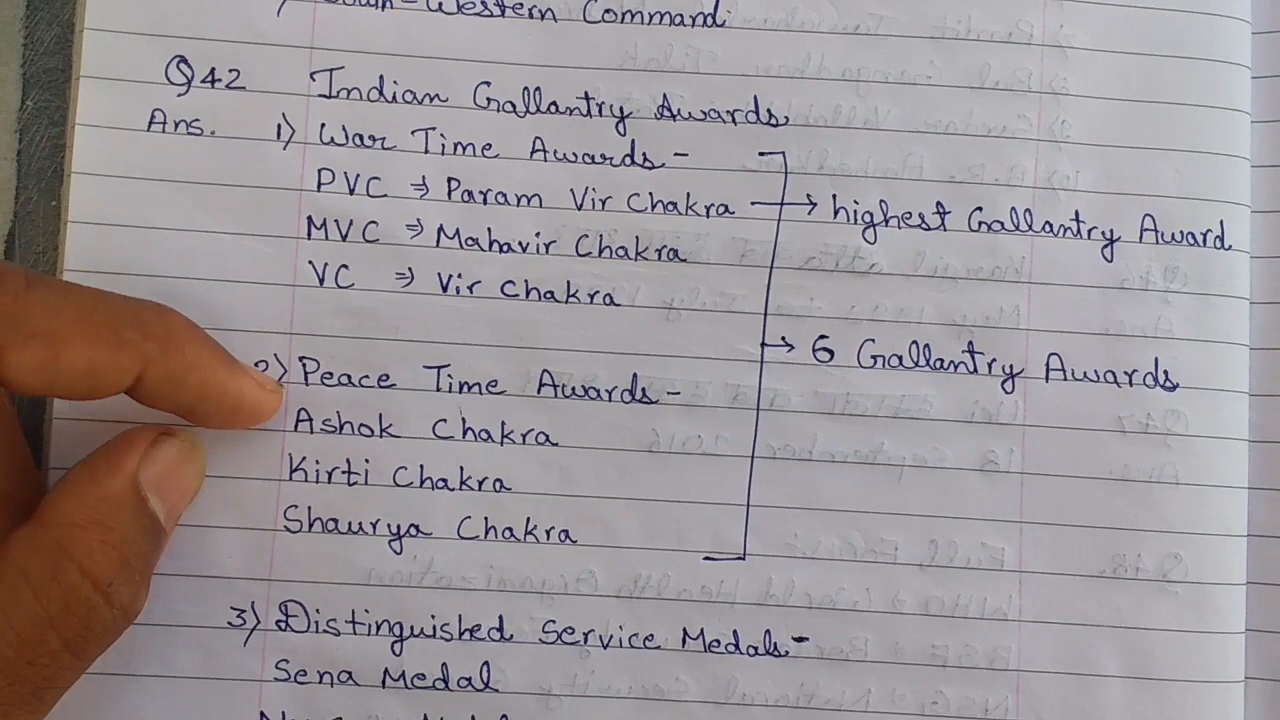 Western Command
Q42 Indian Gallantry Awards
Ans. 1) War Time Awards-
PVC ⇒ Param Vir Chakra → highest Gallantry Award
MVC ⇒ Mahavir Chakra
VC ⇒ Vir Chakra
→ 6 Gallantry Awards
2) Peace Time Awards-
Ashok Chakra
Kirti Chakra
Shaurya Chakra
3) Distinguished Service Medals-
Sena Medal